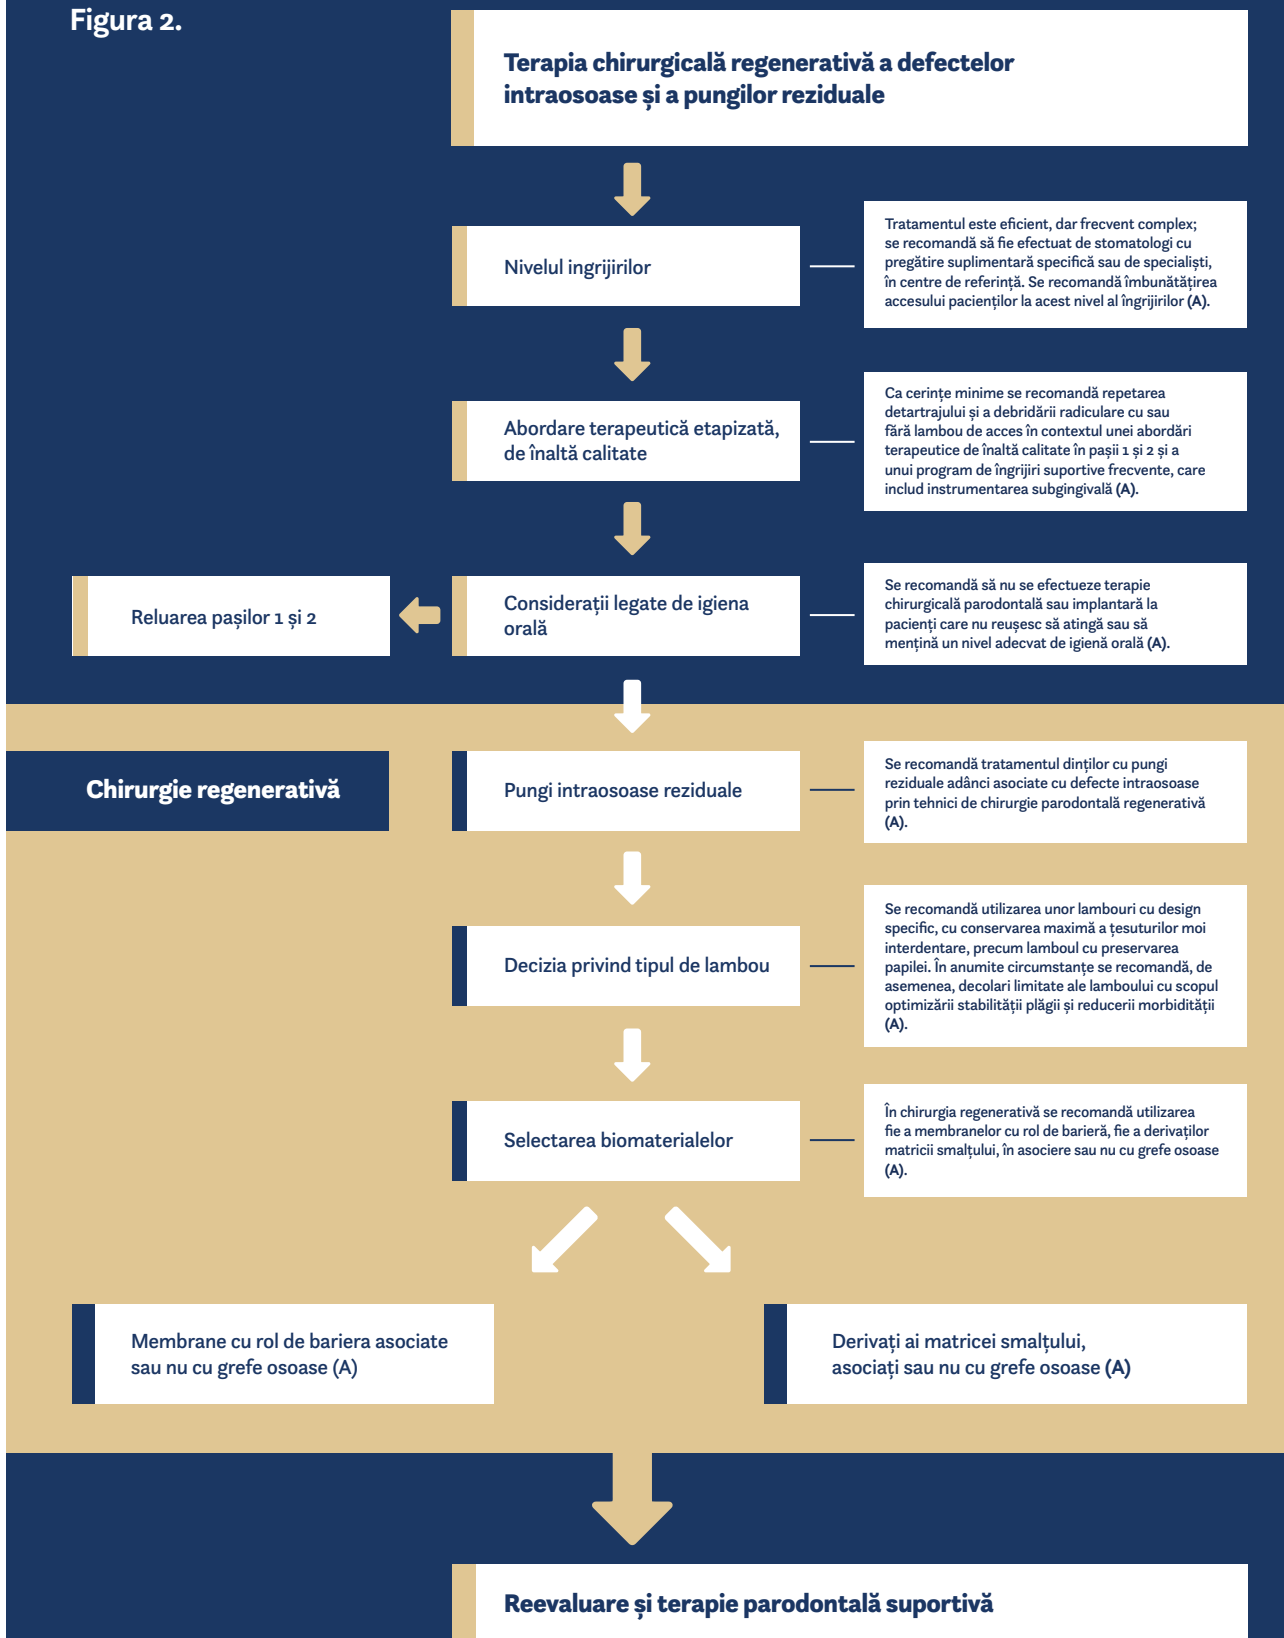 Figura 2.
Terapia chirurgicală regenerativă a defectelor
intraosoase și a pungilor reziduale
Nivelul ingrijirilor
Tratamentul este eficient, dar frecvent complex;
se recomandă să fie efectuat de stomatologi cu
pregătire suplimentară specifică sau de specialiști,
în centre de referință. Se recomandă îmbunătățirea
accesului pacienților la acest nivel al îngrijirilor (A).
Abordare terapeutică etapizată,
de înaltă calitate
Ca cerințe minime se recomandă repetarea
detartrajului și a debridării radiculare cu sau
fără lambou de acces în contextul unei abordări
terapeutice de înaltă calitate în pașii 1 și 2 și a
unui program de îngrijiri suportive frecvente, care
includ instrumentarea subgingivală (A).
Reluarea pașilor 1 și 2
Considerații legate de igiena
orală
Se recomandă să nu se efectueze terapie
chirurgicală parodontală sau implantară la
pacienți care nu reușesc să atingă sau să
mențină un nivel adecvat de igienă orală (A).
Chirurgie regenerativă
Pungi intraosoase reziduale
Se recomandă tratamentul dinților cu pungi
reziduale adânci asociate cu defecte intraosoase
prin tehnici de chirurgie parodontală regenerativă
(A).
Decizia privind tipul de lambou
Se recomandă utilizarea unor lambouri cu design
specific, cu conservarea maximă a țesuturilor moi
interdentare, precum lamboul cu preservarea
papilei. În anumite circumstanțe se recomandă, de
asemenea, decolari limitate ale lamboului cu scopul
optimizării stabilității plăgii și reducerii morbidității
(A).
Selectarea biomaterialelor
În chirurgia regenerativă se recomandă utilizarea
fie a membranelor cu rol de barieră, fie a derivaților
matricii smalțului, în asociere sau nu cu grefe osoase
(A).
Membrane cu rol de bariera asociate
sau nu cu grefe osoase (A)
Derivați ai matricei smalțului,
asociați sau nu cu grefe osoase (A)
Reevaluare și terapie parodontală suportivă